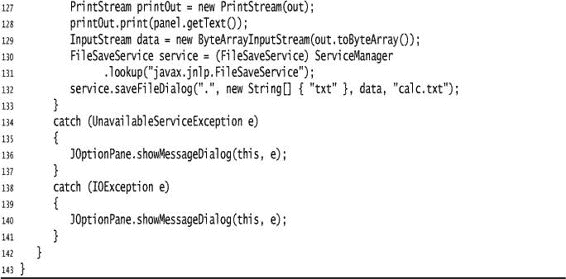 127 PrintStream printOut = new PrintStream(out);
128 printOut.print(panel.getText());
129 InputStream data = new ByteArrayInputStream(out.toByteArray());
130 FileSaveService service = (FileSaveService) ServiceManager
131 .lookup("javax.jnlp.FileSaveService");
132 service.saveFileDialog(".", new String[] { "txt" }, data, "calc.txt");
133 }
134 catch (UnavailableServiceException e)
135 {
136 JOptionPane.showMessageDialog(this, e);
137 }
138 catch (IOException e)
139 {
140 JOptionPane.showMessageDialog(this, e);
141 }
142 }
143 }